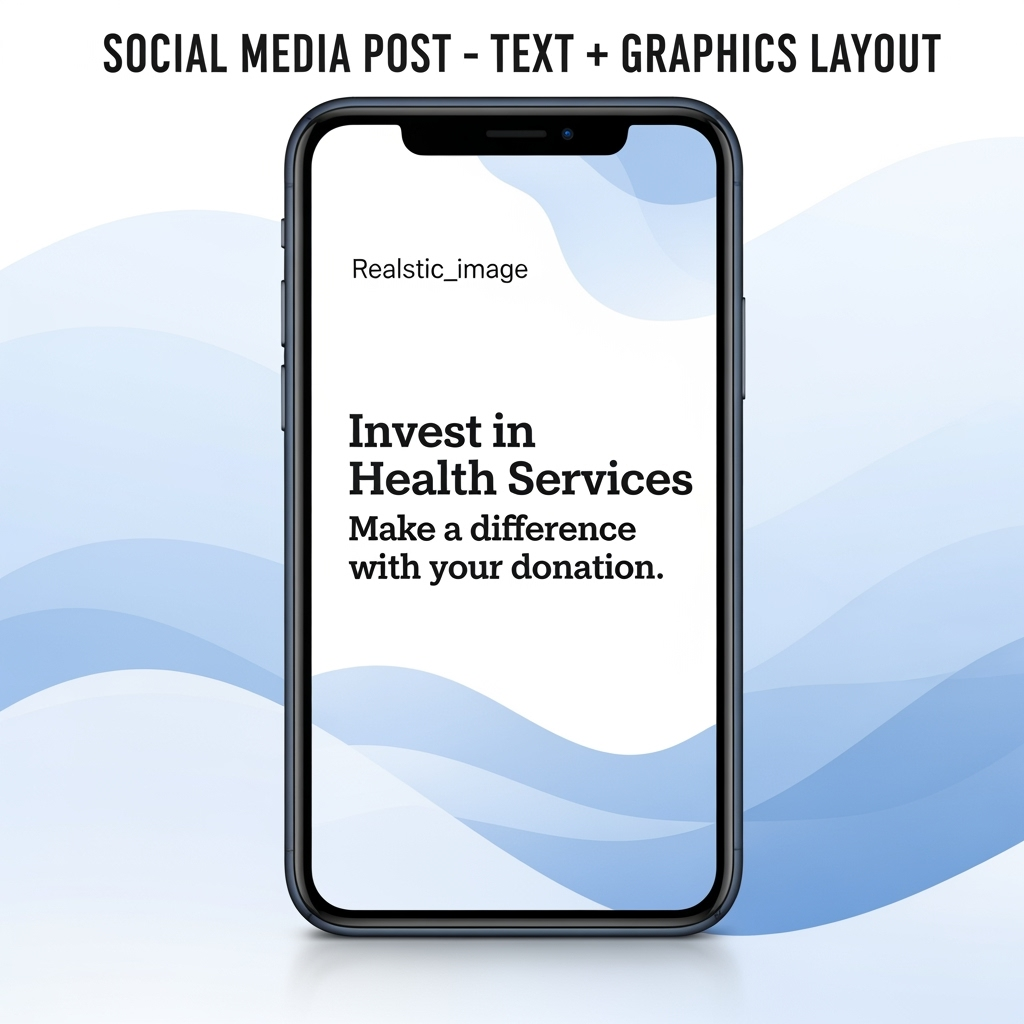 SOCIAL MEDIA POST - TEXT + GRAPHICS LAYOUT
Realstic_image
Invest in
Health Services
Make a difference
with your donation.